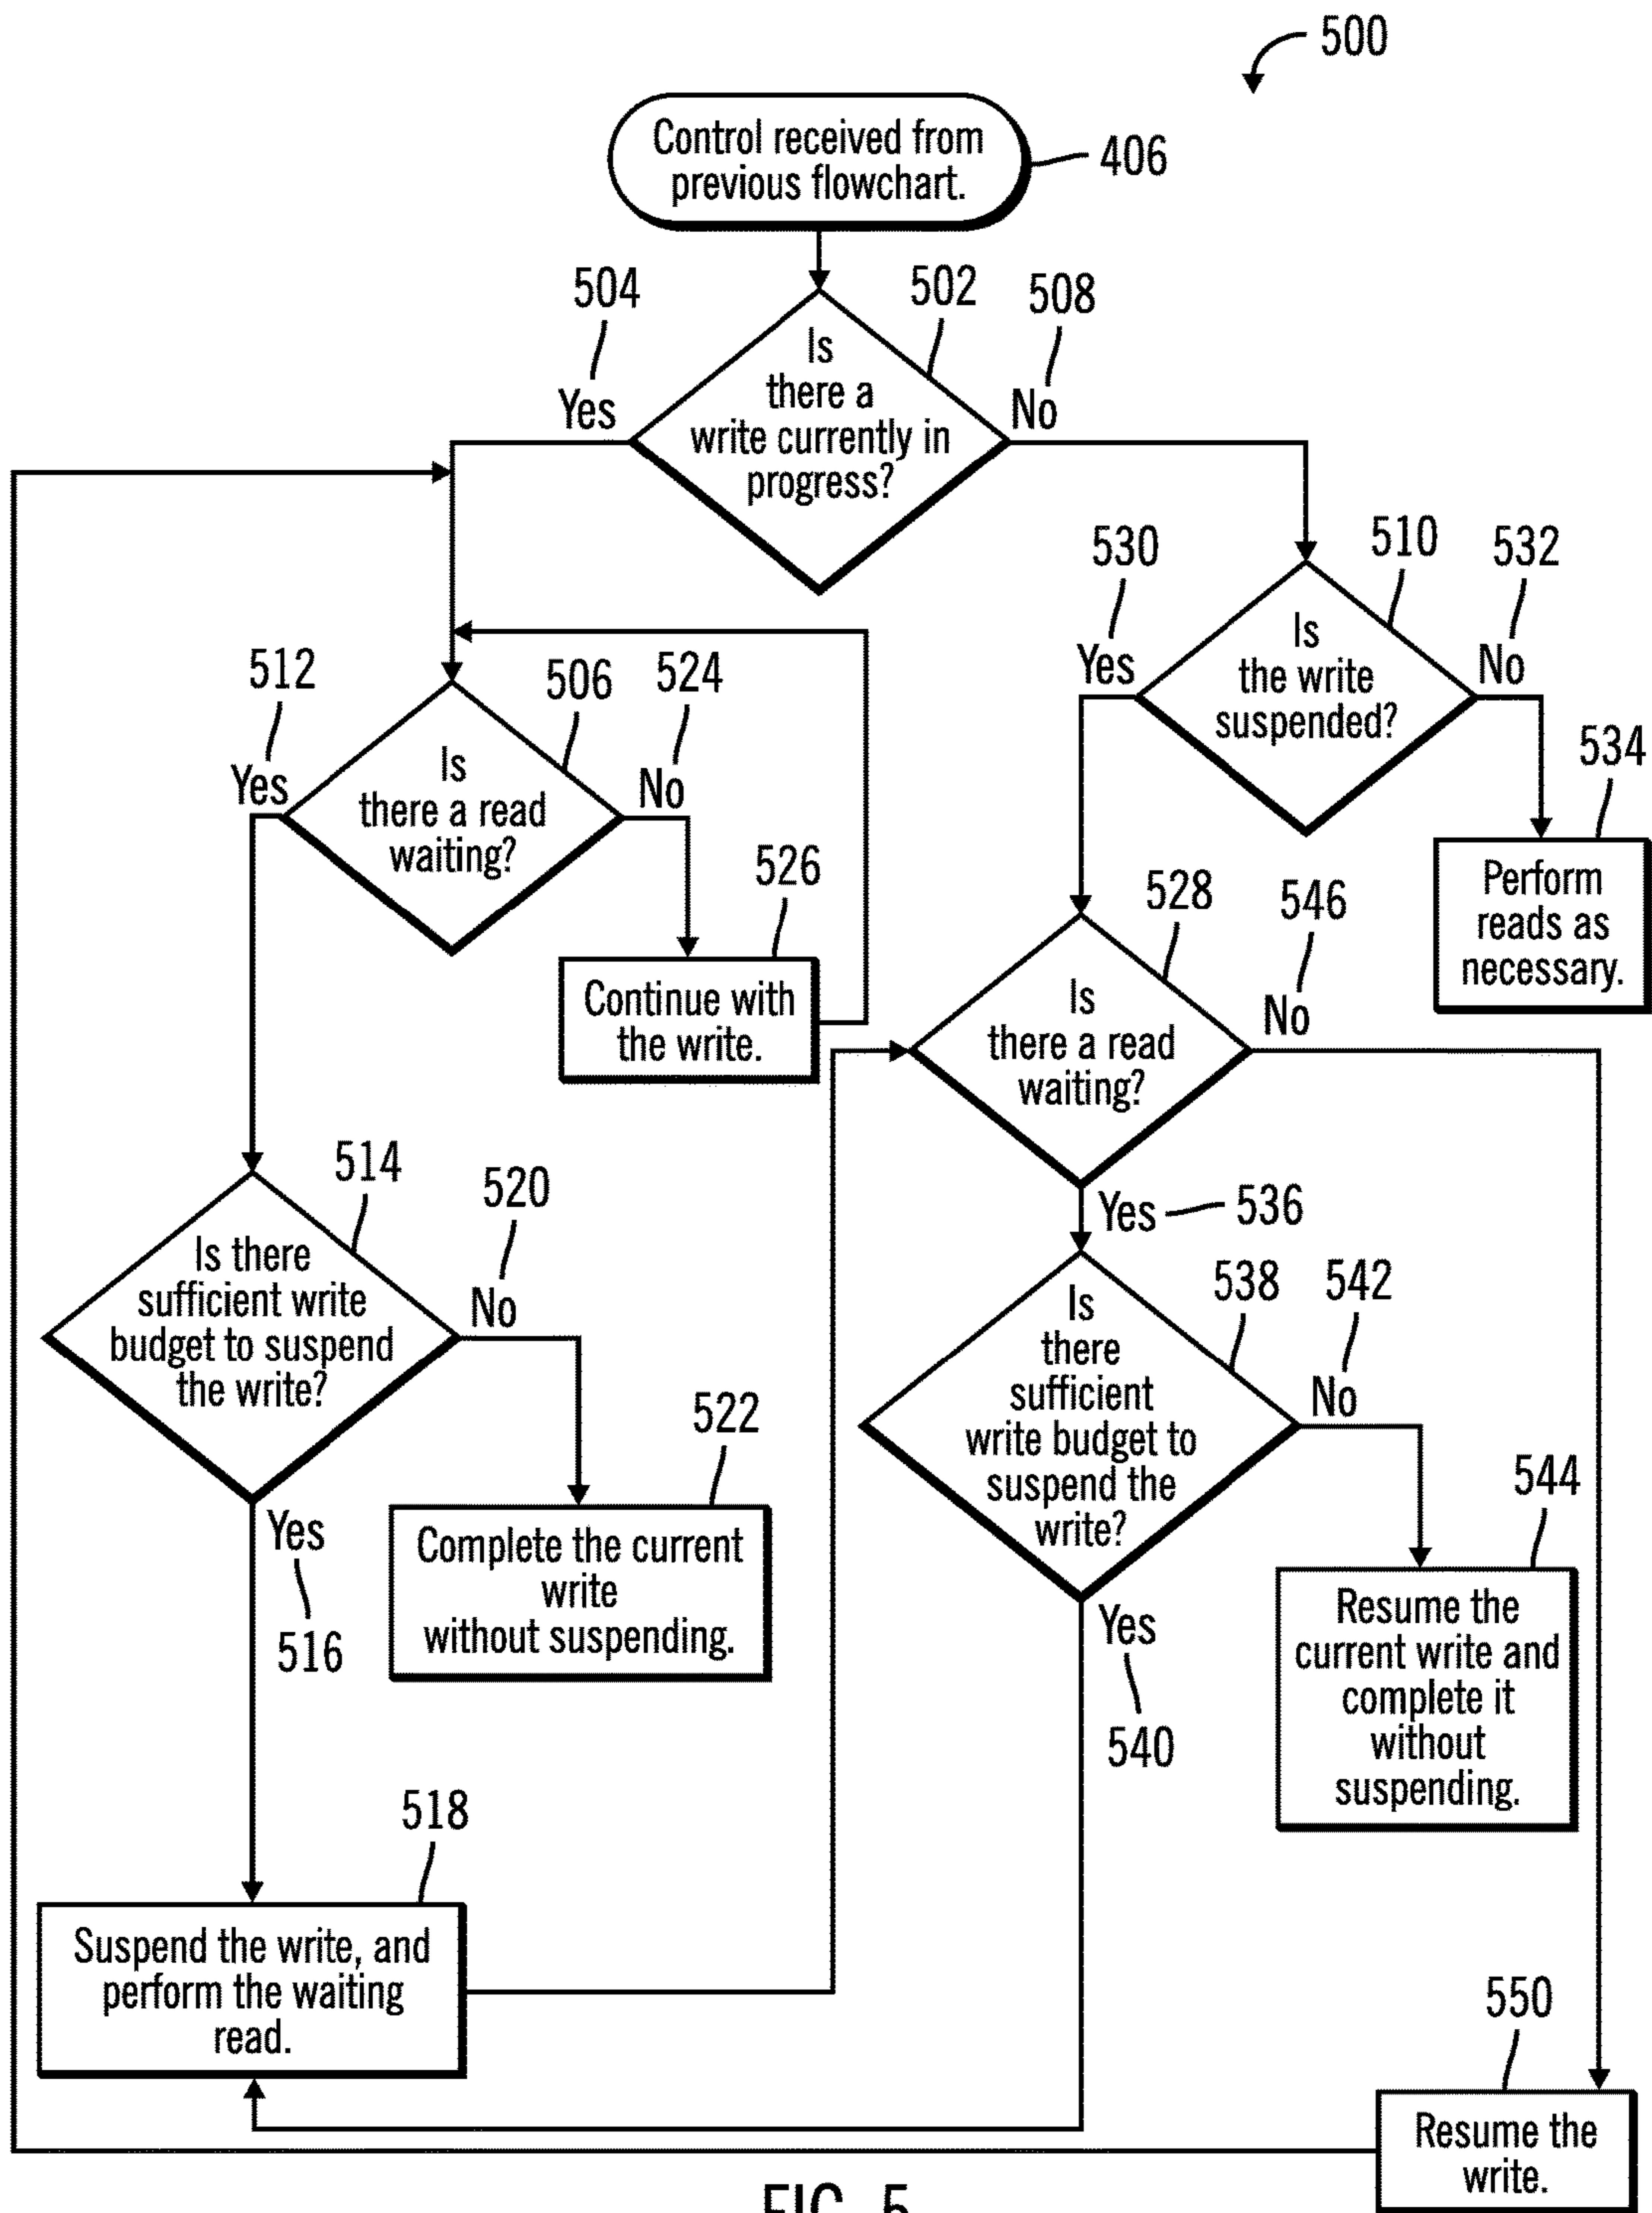 500
Control received from
previous flowchart.
406
504
502
508
Is
there a
write currently in
progress?
Yes
No
530
510
532
Is
the write
suspended?
Yes
No
512
506
524
Is
there a read
waiting?
Yes
No
534
Perform
reads as
necessary.
526
Continue with
the write.
528
546
Is
there a read
waiting?
No
Yes
536
514
520
Is there
sufficient write
budget to suspend
the write?
No
Yes
516
522
Complete the current
write
without suspending.
538
542
Is
there
sufficient
write budget to
suspend the
write?
No
Yes
540
544
Resume the
current write and
complete it
without
suspending.
518
Suspend the write, and
perform the waiting
read.
550
Resume the
write.
FIG. 5